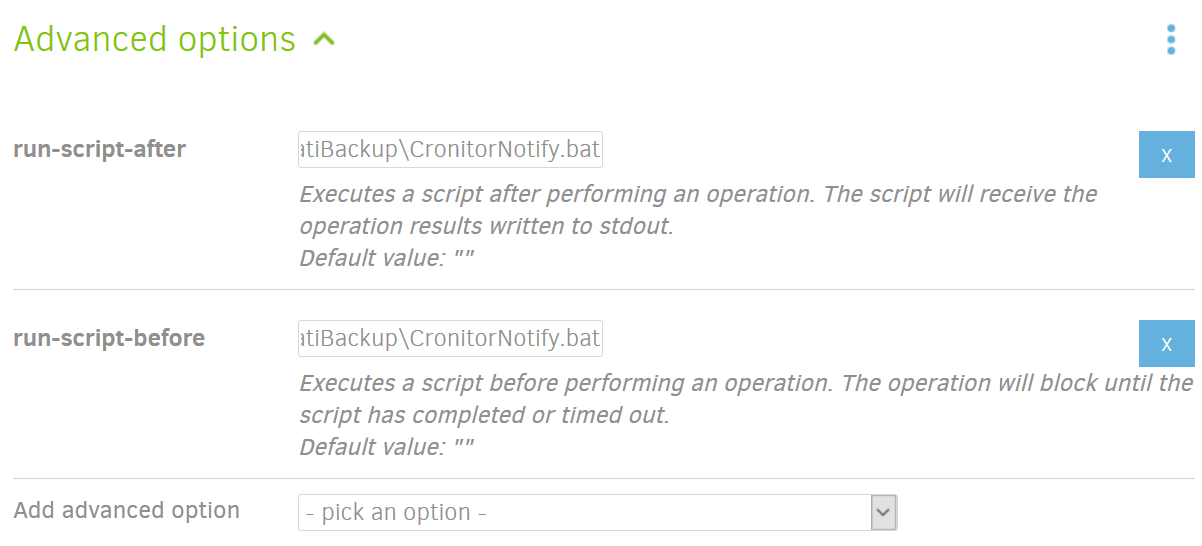 Advanced options
run-script-after
atiBackup\CronitorNotify.bat
X
Executes a script after performing an operation. The script will receive the
operation results written to stdout.
Default value: ""
run-script-before
atiBackup\CronitorNotify.bat
X
Executes a script before performing an operation. The operation will block until the
script has completed or timed out.
Default value: ""
Add advanced option
- pick an option -